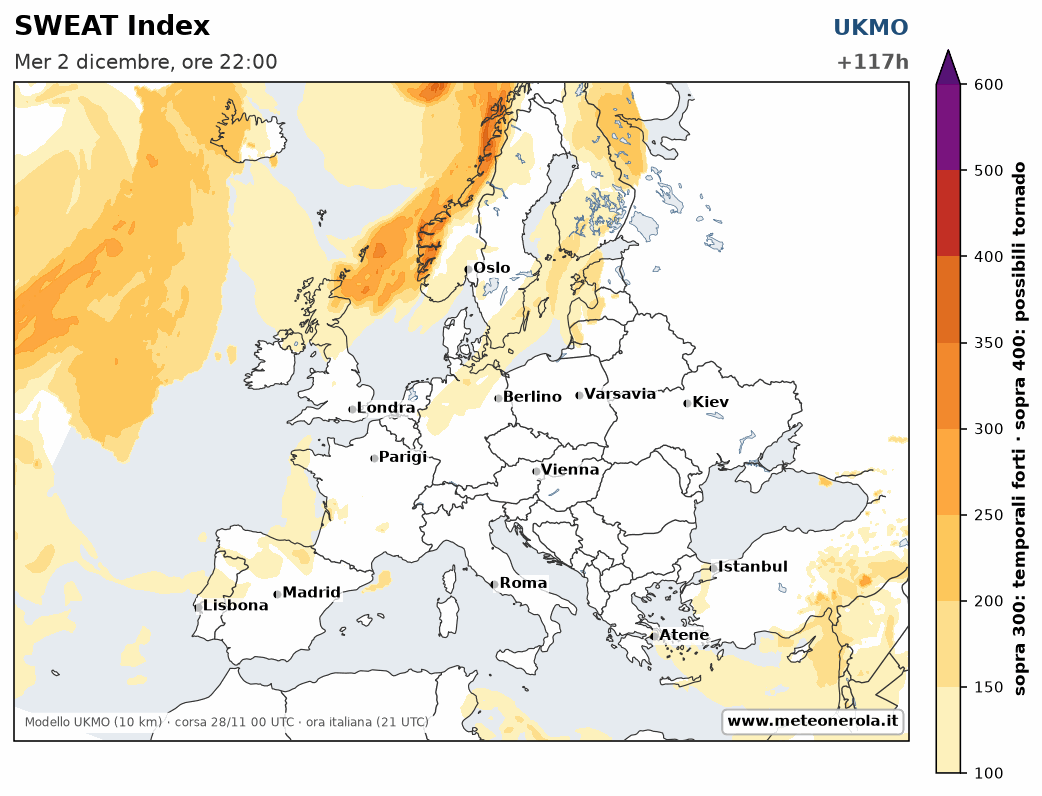 SWEAT Index
UKMO
Mer 2 dicembre, ore 22:00
+117h
600
500
400
350
300
250
200
150
100
sopra 300: temporali forti · sopra 400: possibili tornado
Oslo
Berlino
Varsavia
Kiev
Londra
Parigi
Vienna
Istanbul
Roma
Madrid
Lisbona
Atene
Modello UKMO (10 km) · corsa 28/11 00 UTC · ora italiana (21 UTC)
www.meteonerola.it